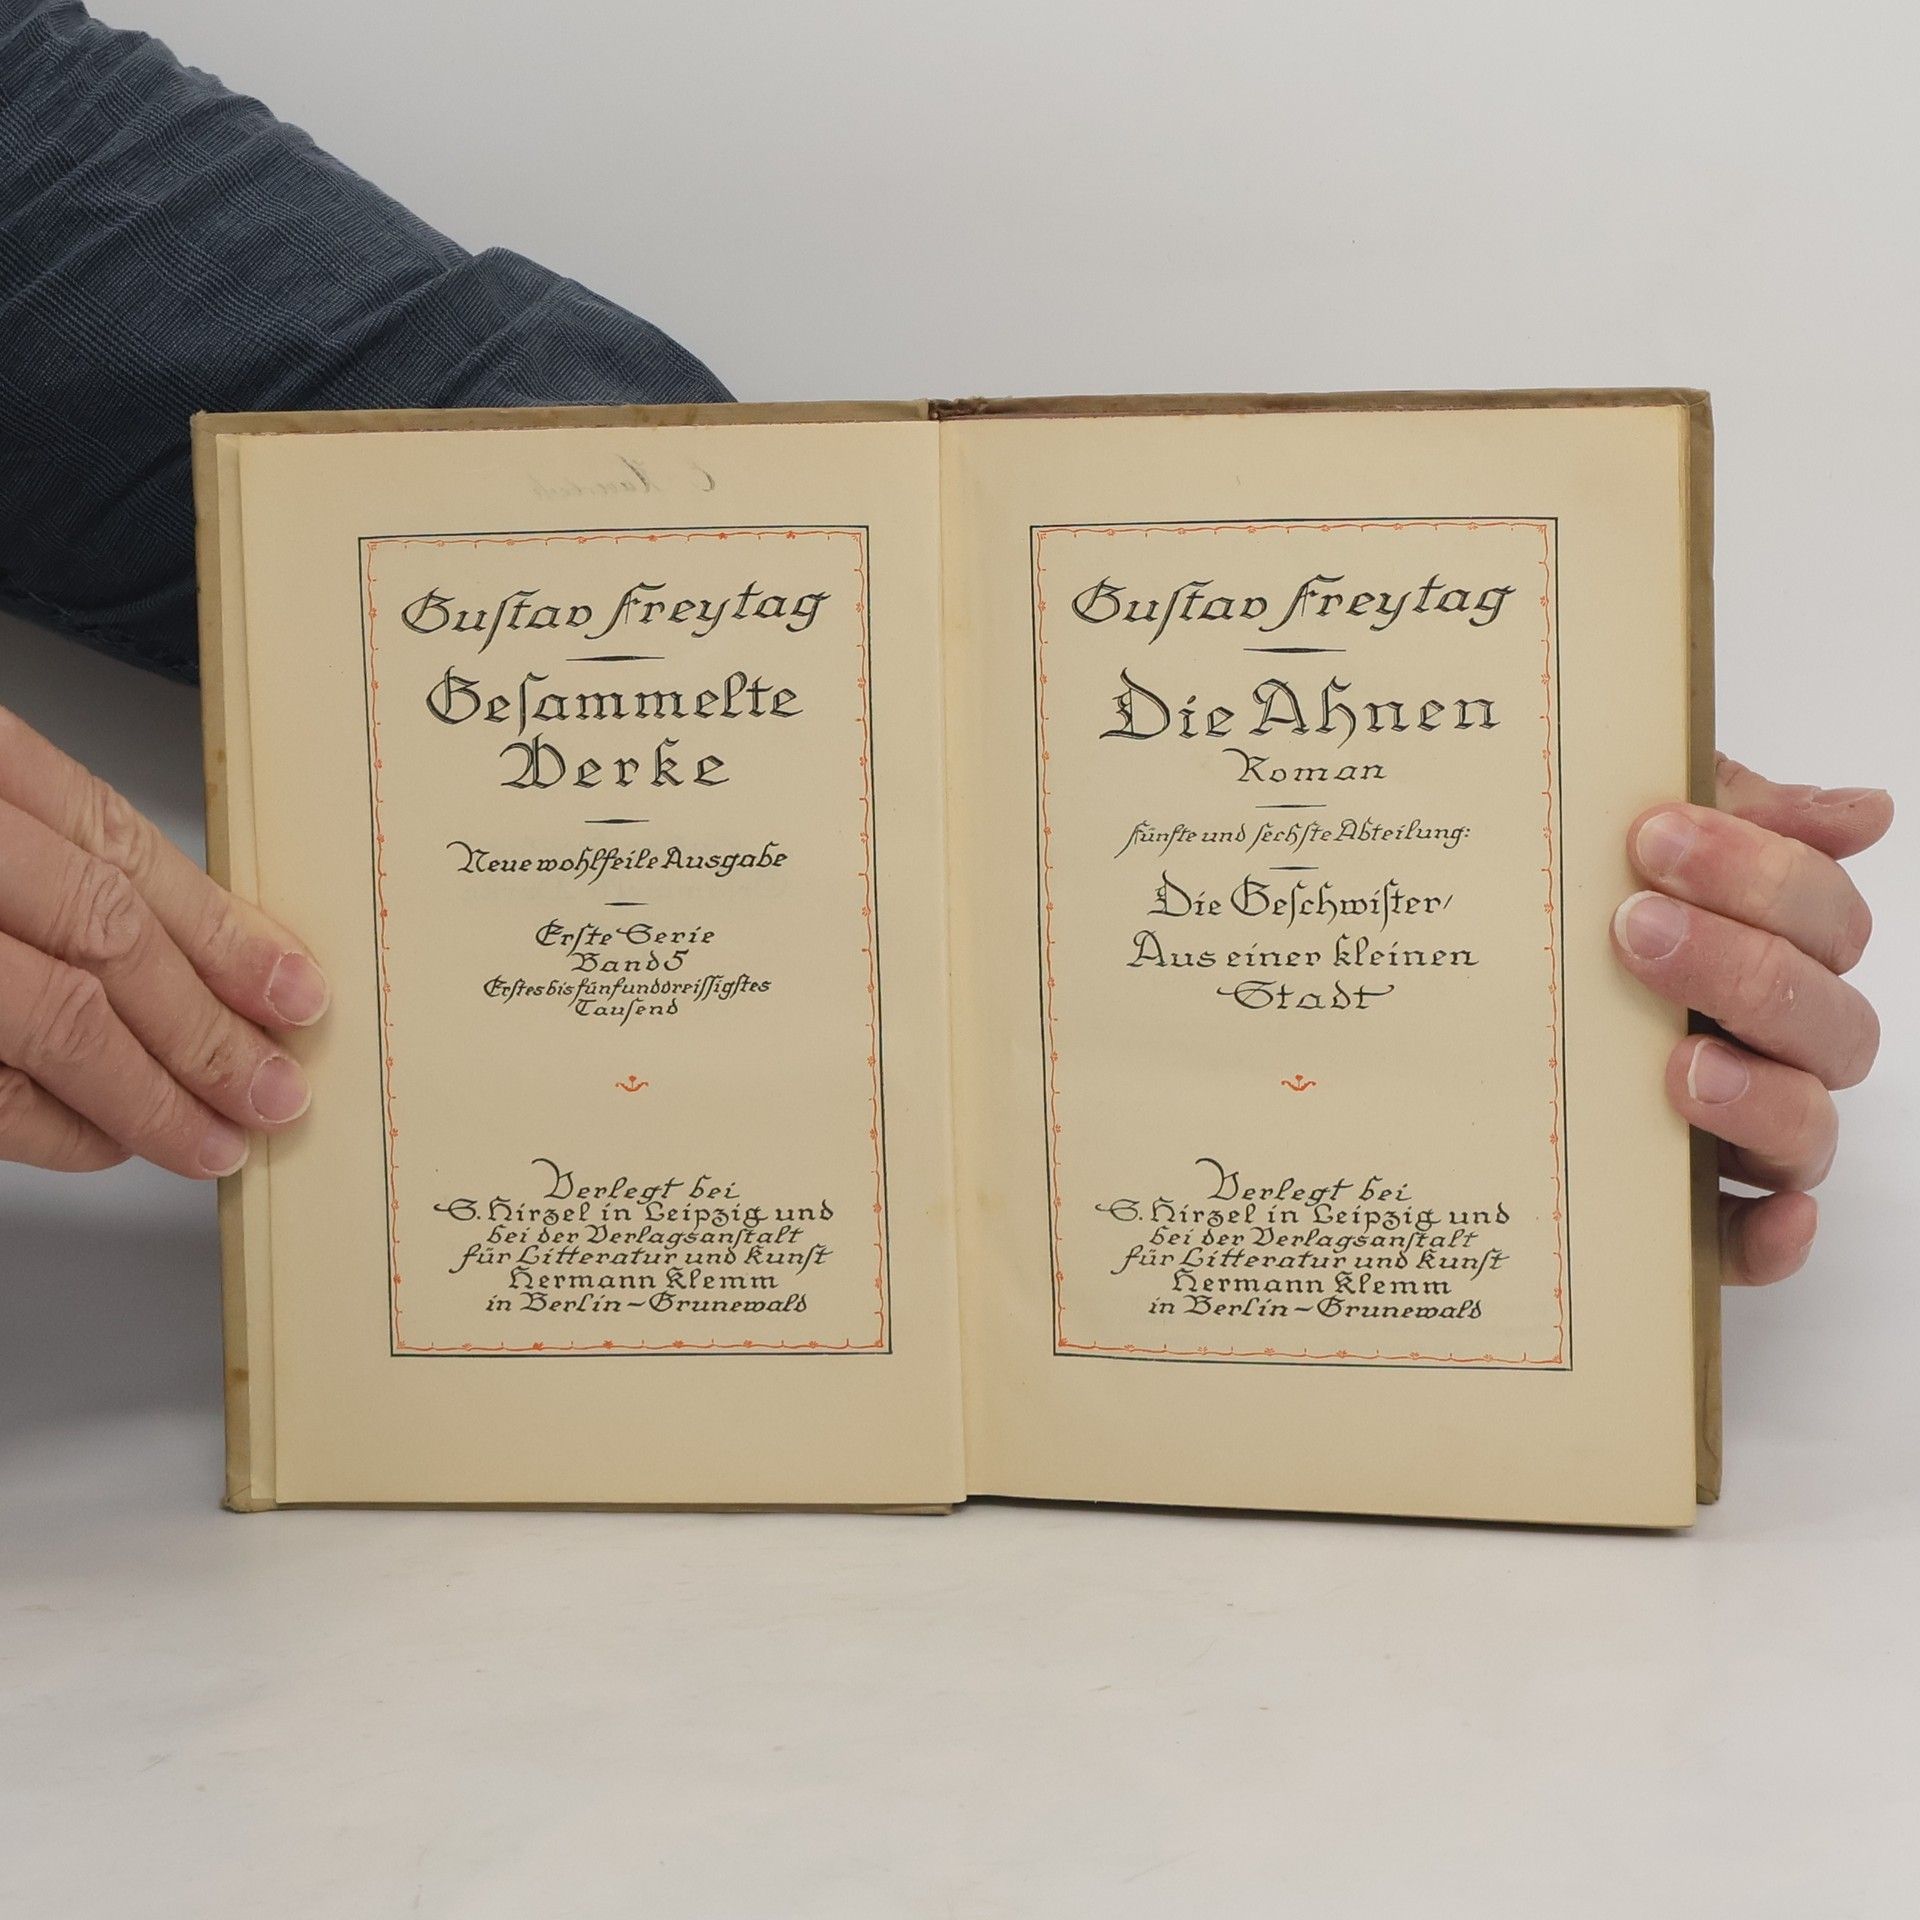 Gustav Freytag
Gesammelte
Werke
Neue wohlfeile Ausgabe
Erste Serie
Band 5
Erstes bis fünfunddreissigstes
Tausend
Verlegt bei
S. Hirzel in Leipzig und
bei der Verlagsanstalt
für Litteratur und Kunst
Hermann Klemm
in Berlin-Grunewald
Gustav Freytag
Die Ahnen
Roman
Fünfte und sechste Abteilung:
Die Geschwister/
Aus einer kleinen
Stadt
Verlegt bei
S. Hirzel in Leipzig und
bei der Verlagsanstalt
für Litteratur und Kunst
Hermann Klemm
in Berlin-Grunewald